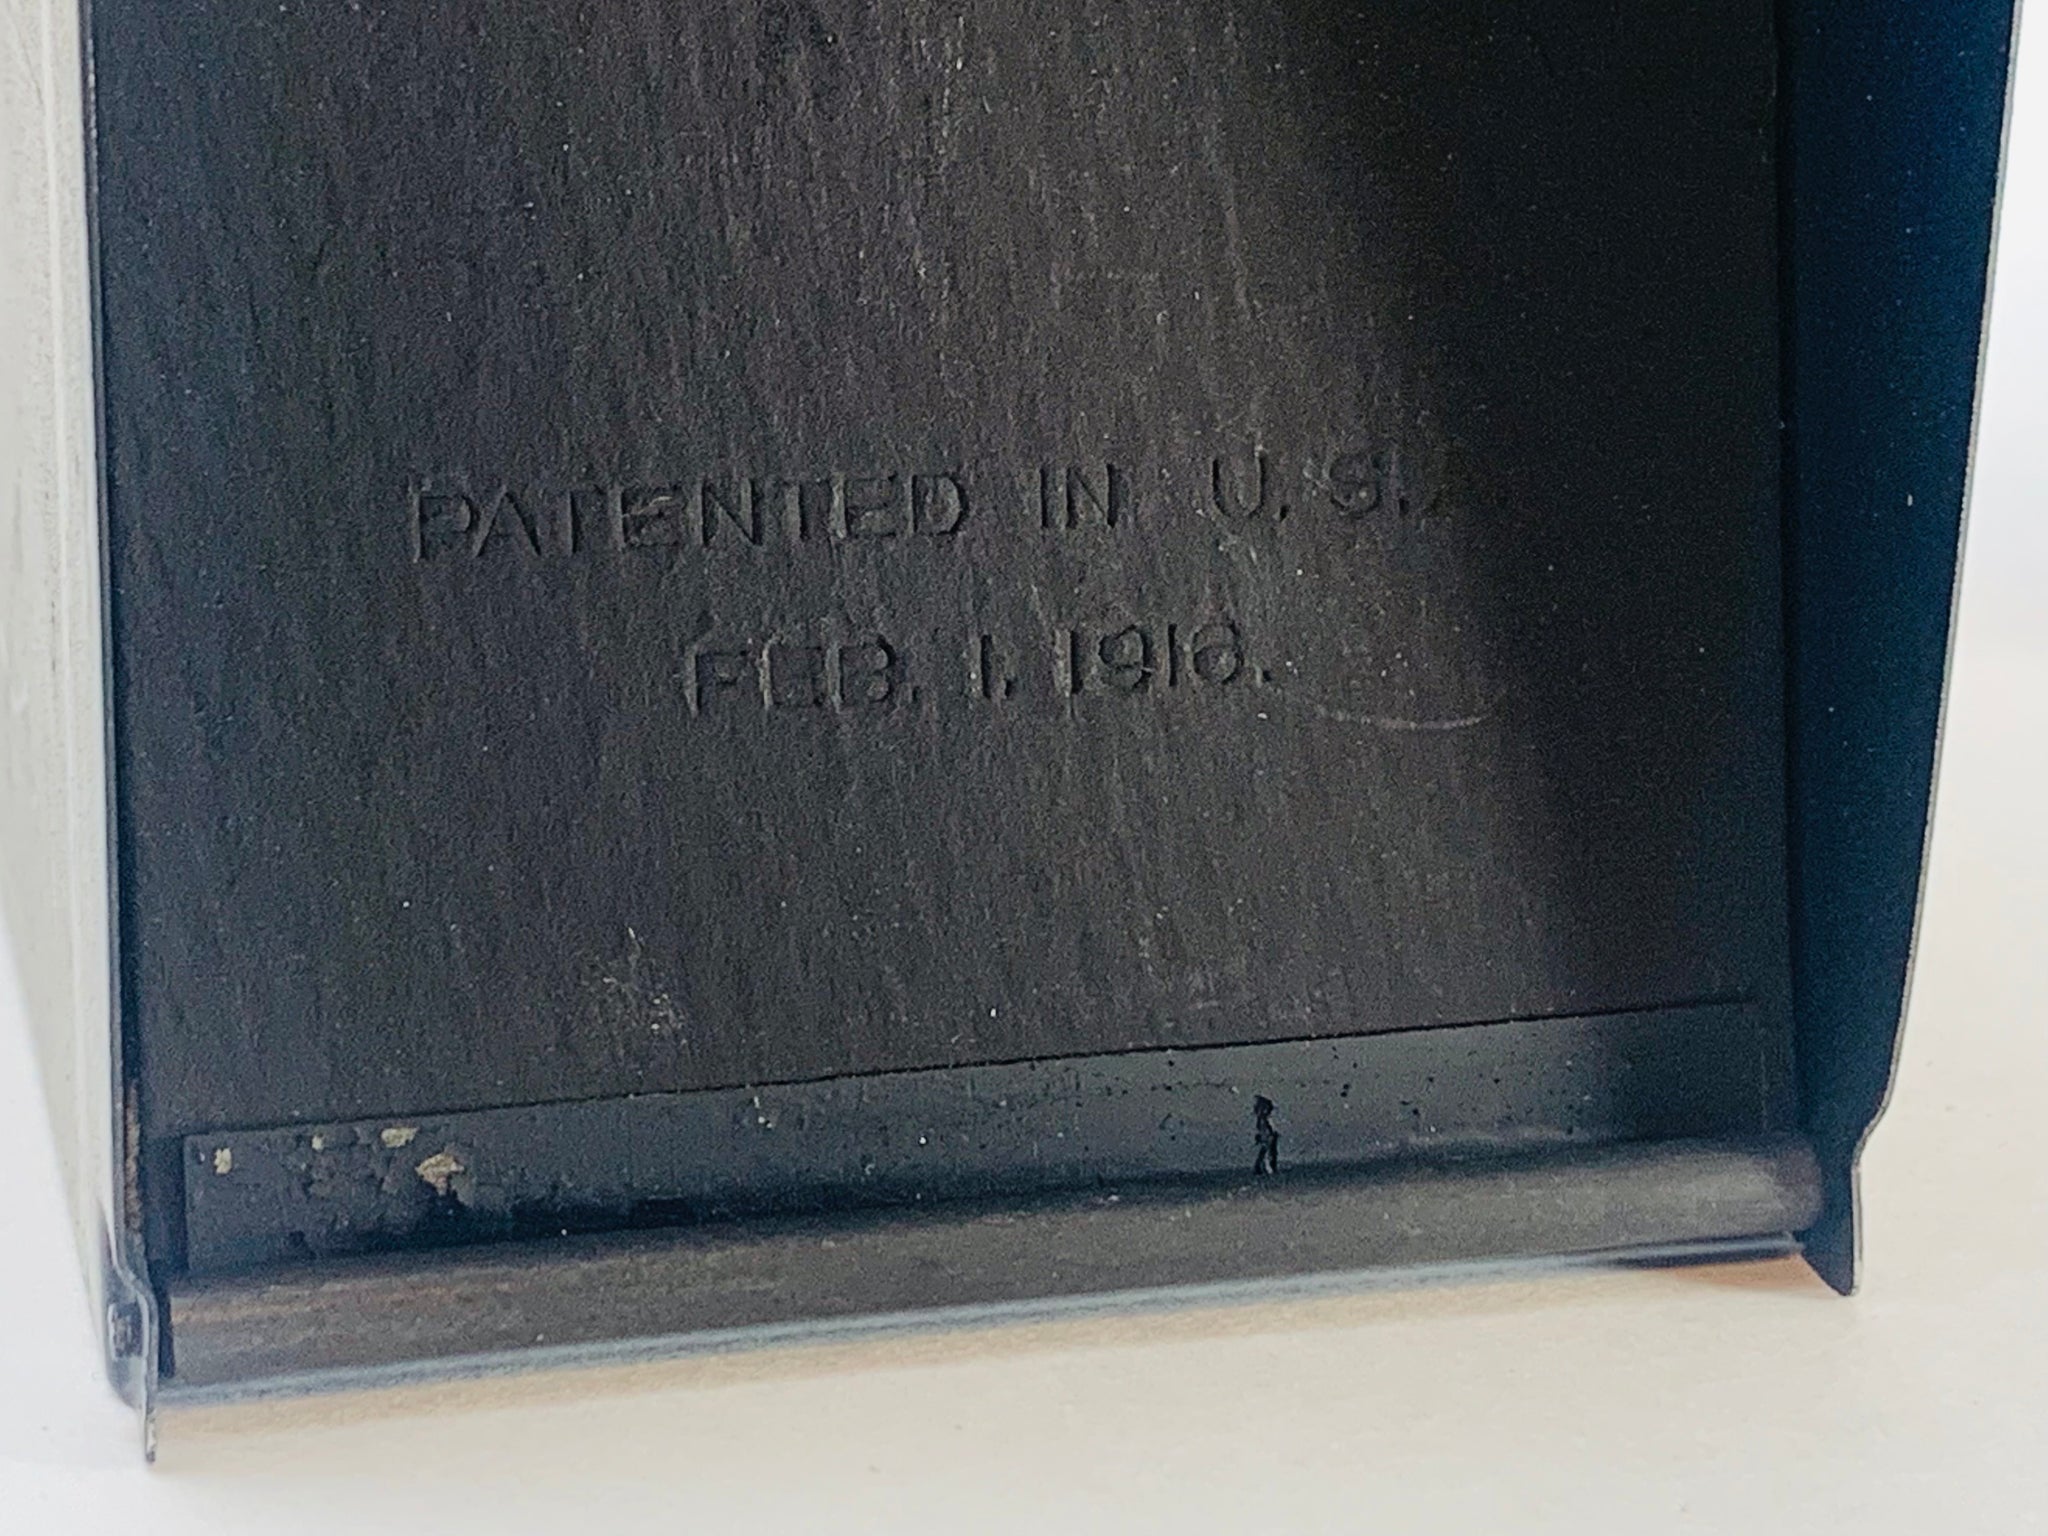 PATENTED IN U. S.
FEB. 1. 1916.